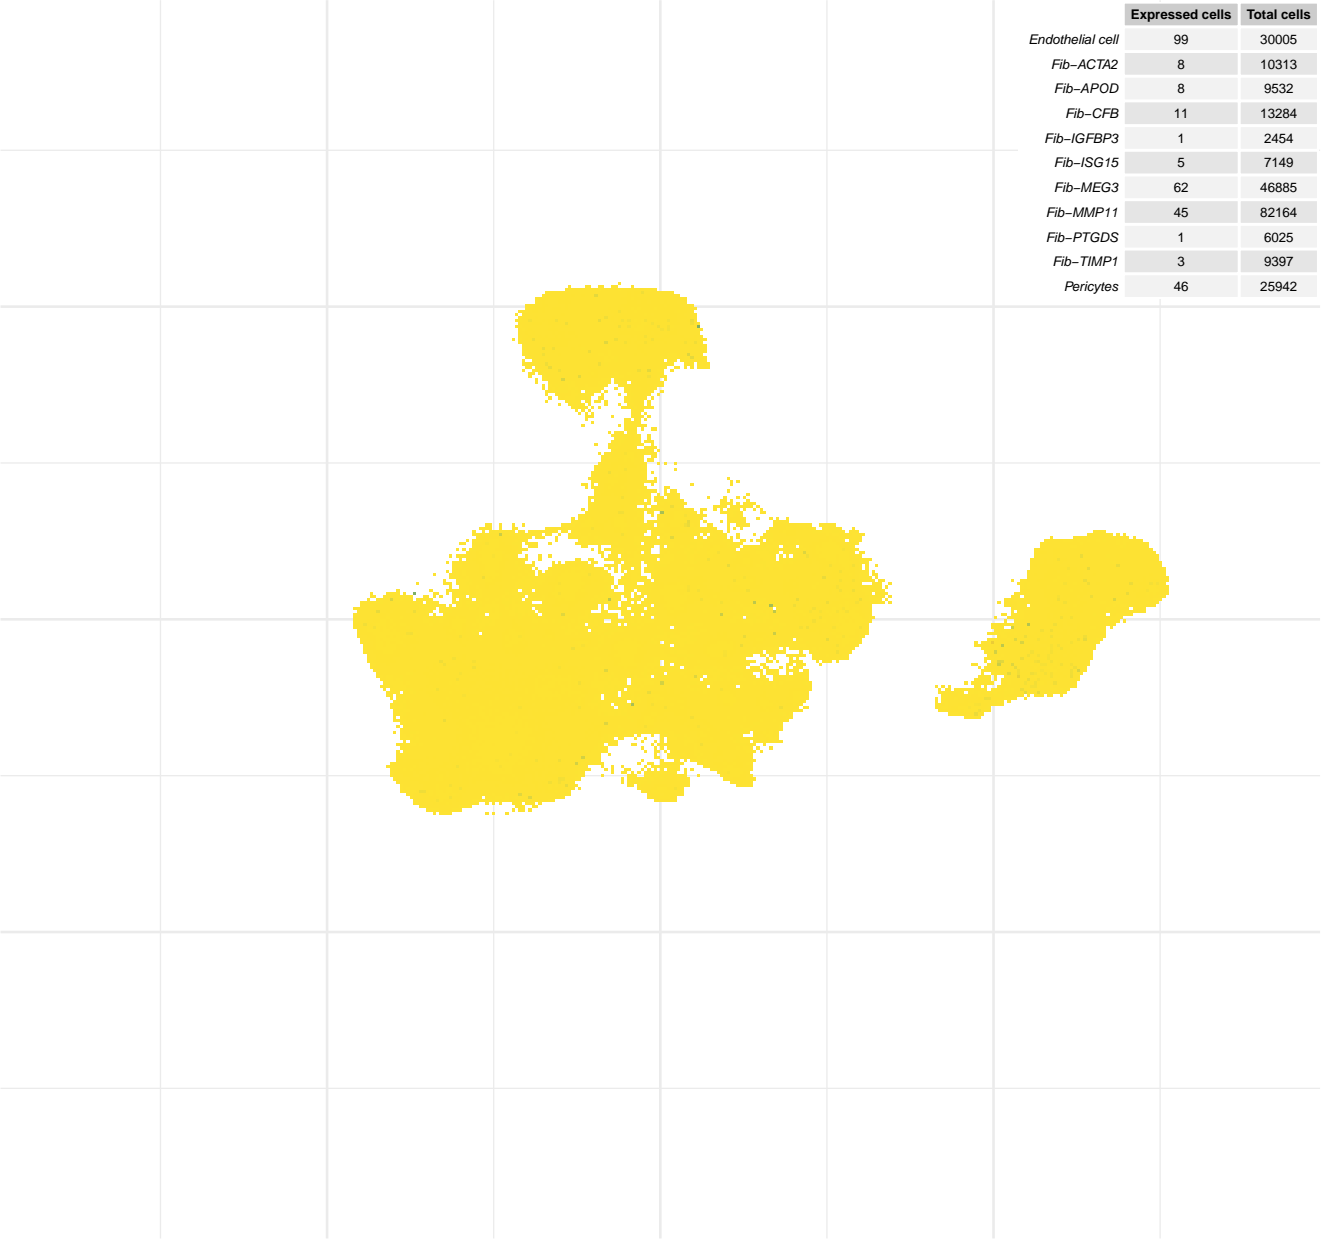 Expressed cells Total cells
Endothelial cell 99 30005
Fib−ACTA2 8 10313
Fib−APOD 8 9532
Fib−CFB 11 13284
Fib−IGFBP3 1 2454
Fib−ISG15 5 7149
Fib−MEG3 62 46885
Fib−MMP11 45 82164
Fib−PTGDS 1 6025
Fib−TIMP1 3 9397
Pericytes 46 25942